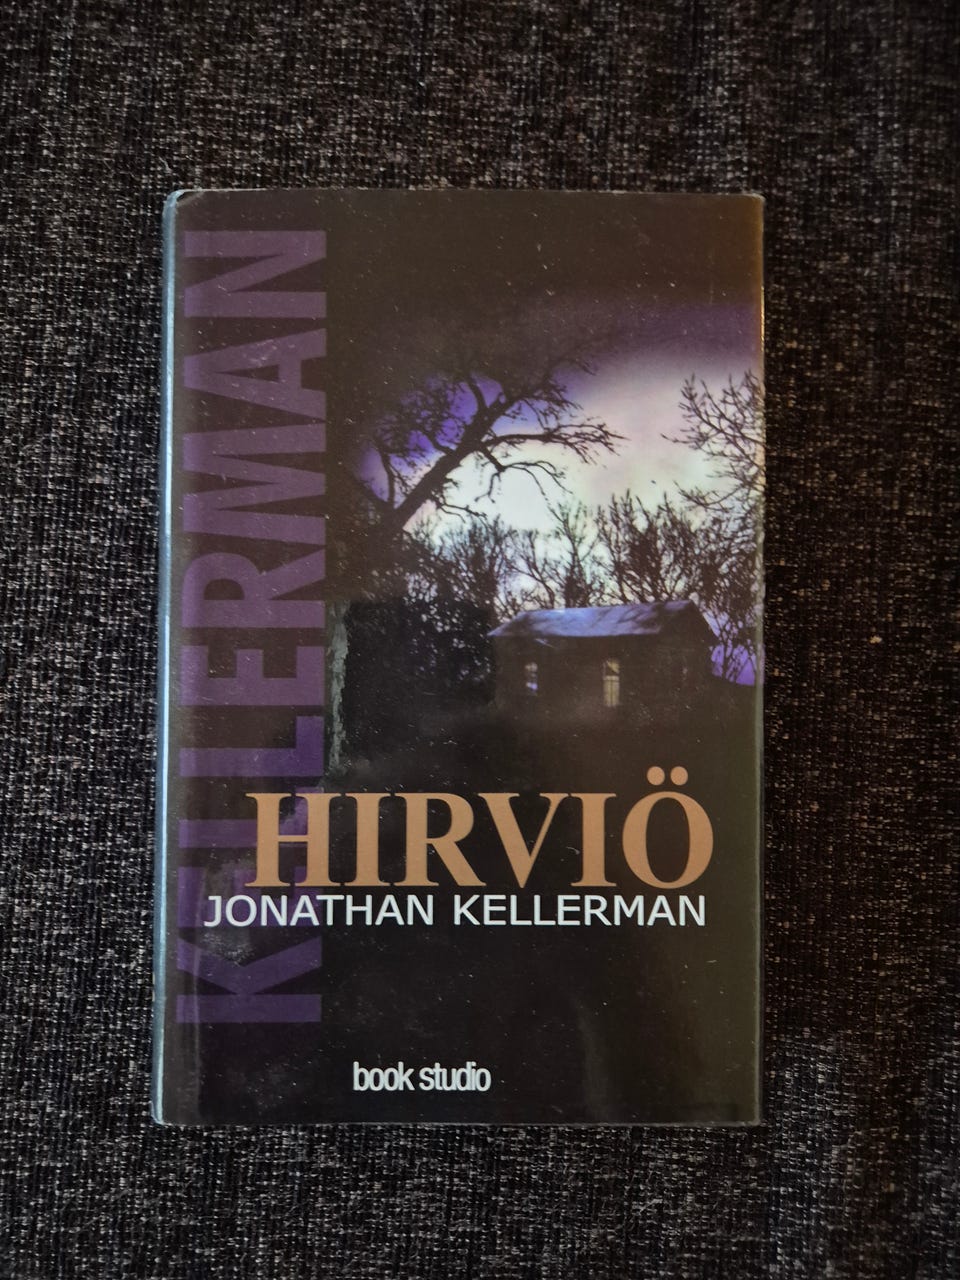 KELLERMAN
HIRVIÖ
JONATHAN KELLERMAN
book studio